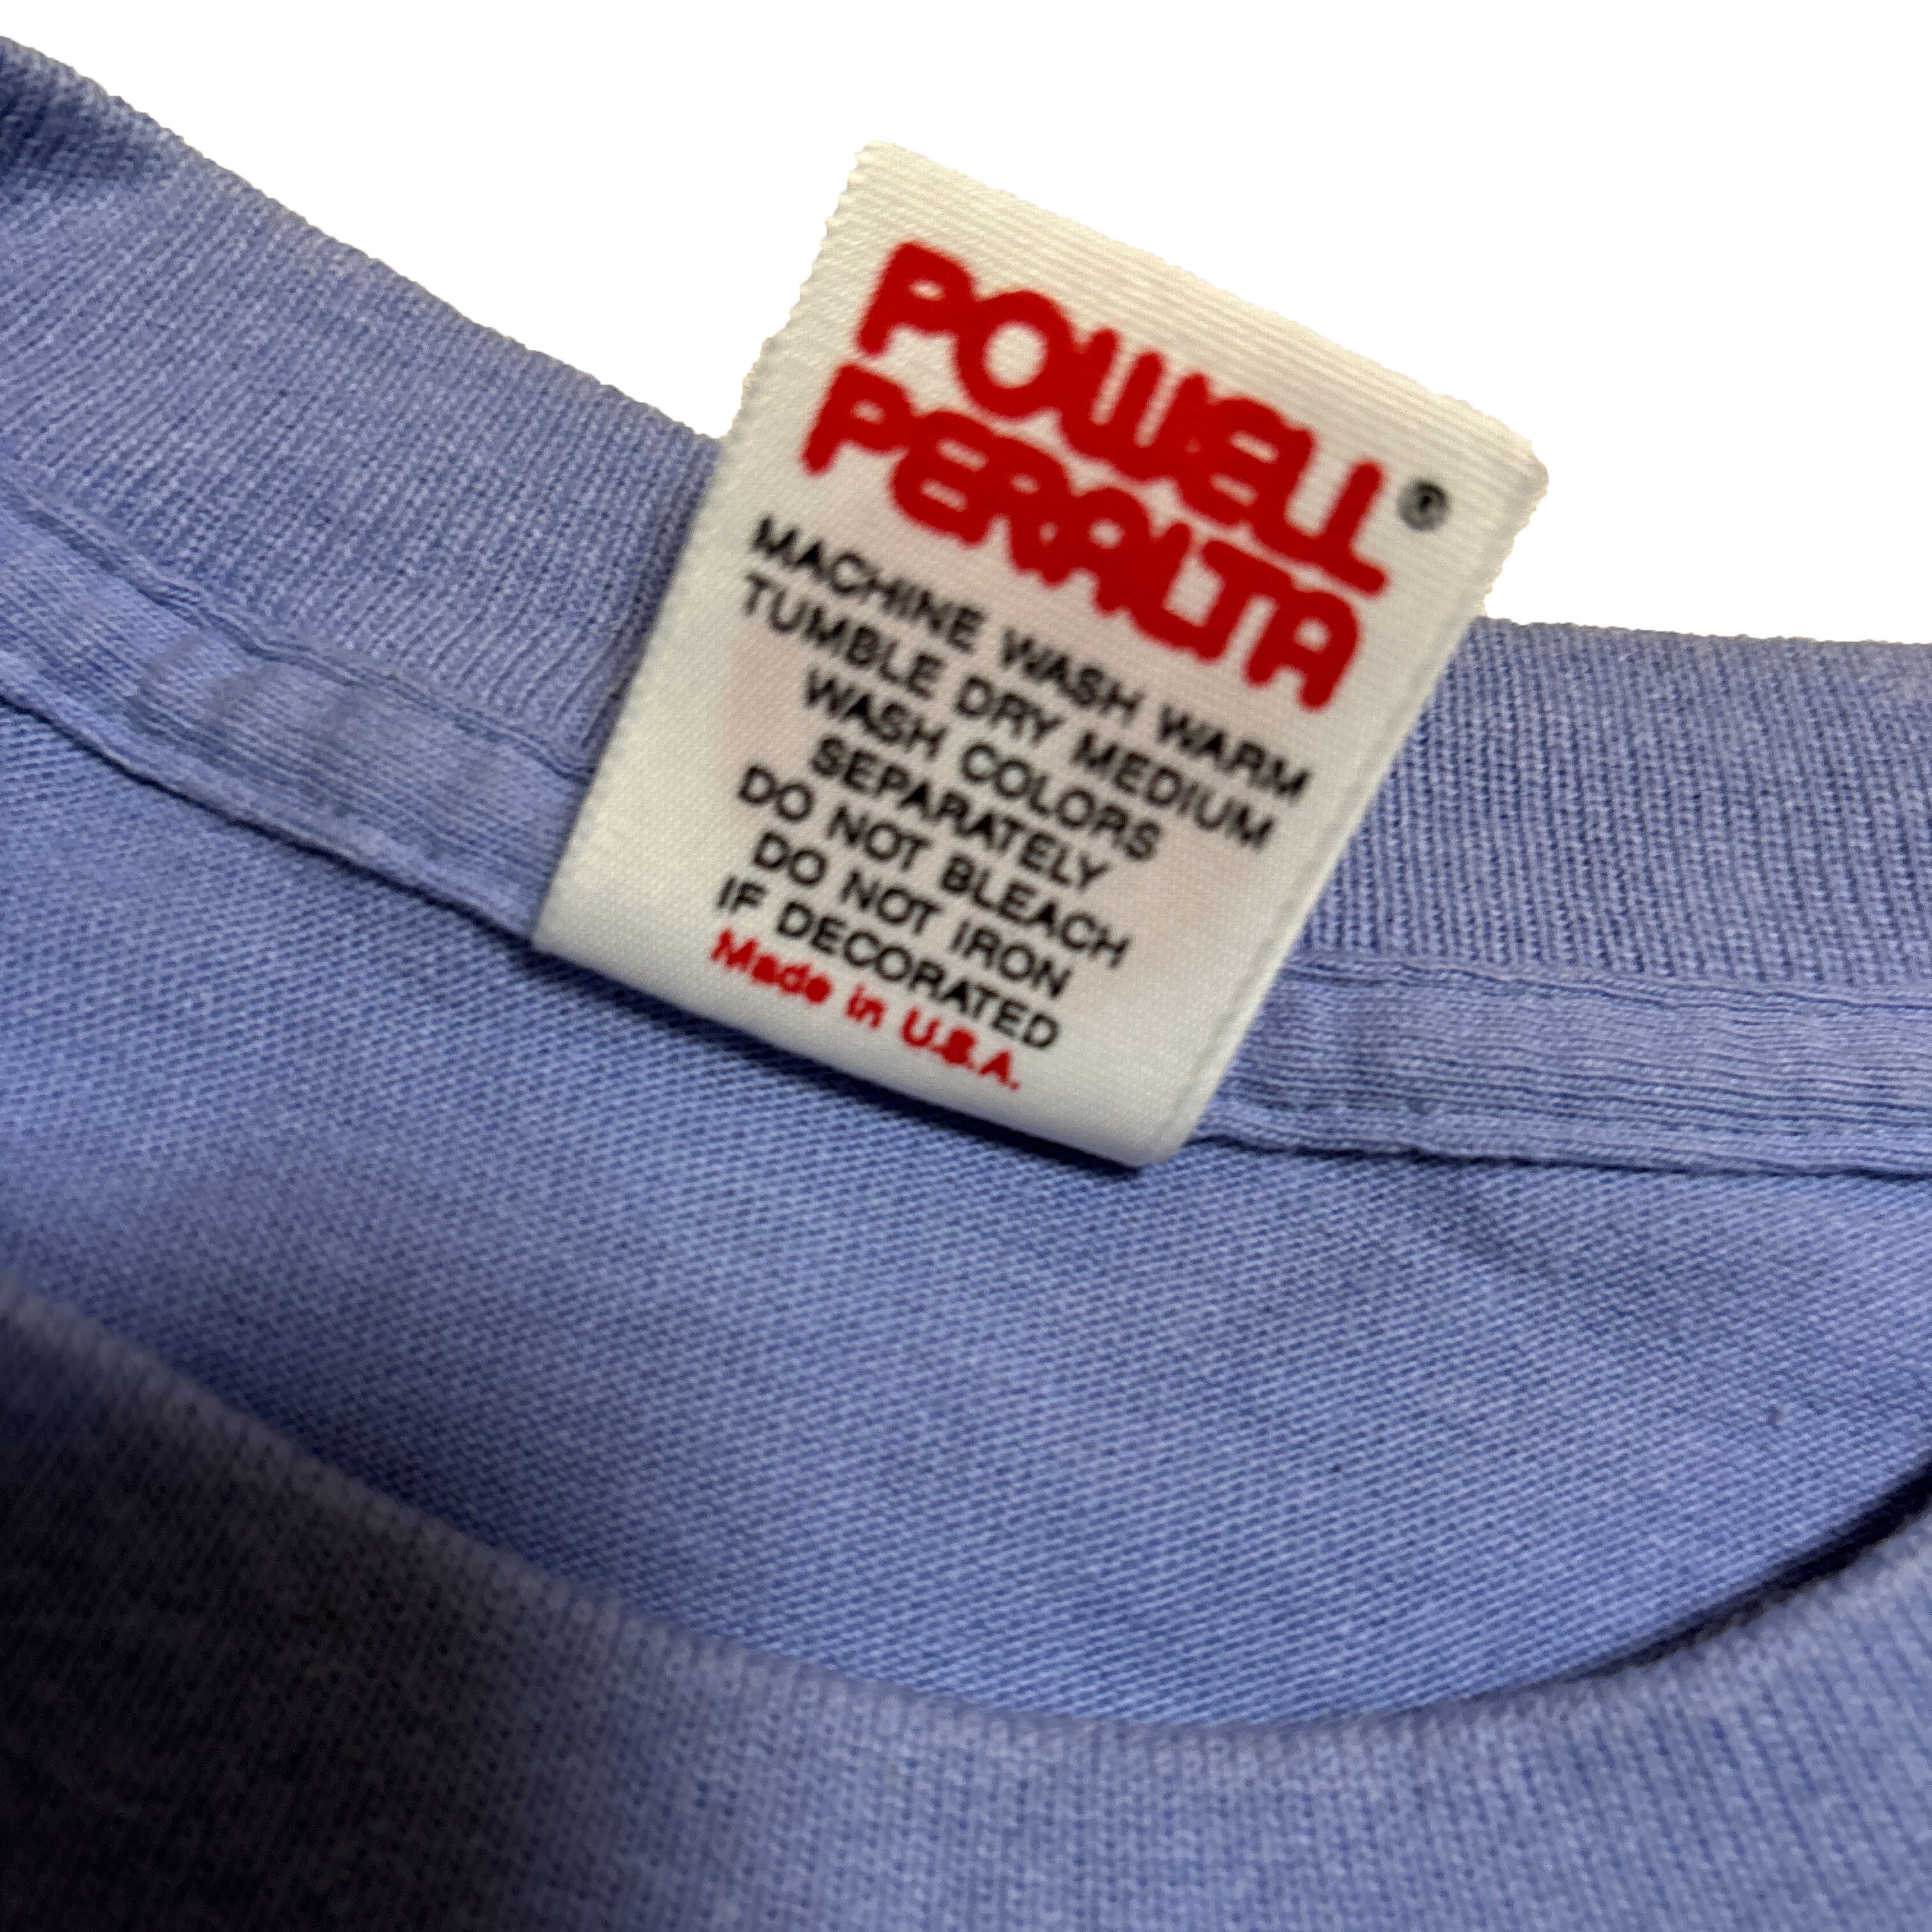 POWELL ®
PERALTA
MACHINE WASH WARM
TUMBLE DRY MEDIUM
WASH COLORS
SEPARATELY
DO NOT BLEACH
DO NOT IRON
IF DECORATED
Made in U.S.A.